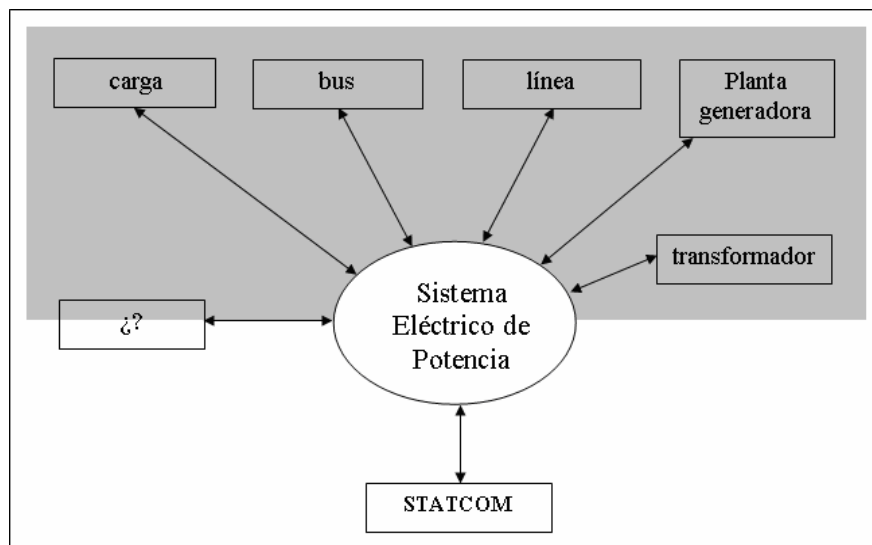 carga
bus
línea
Planta
generadora
transformador
¿?
Sistema
Eléctrico de
Potencia
STATCOM